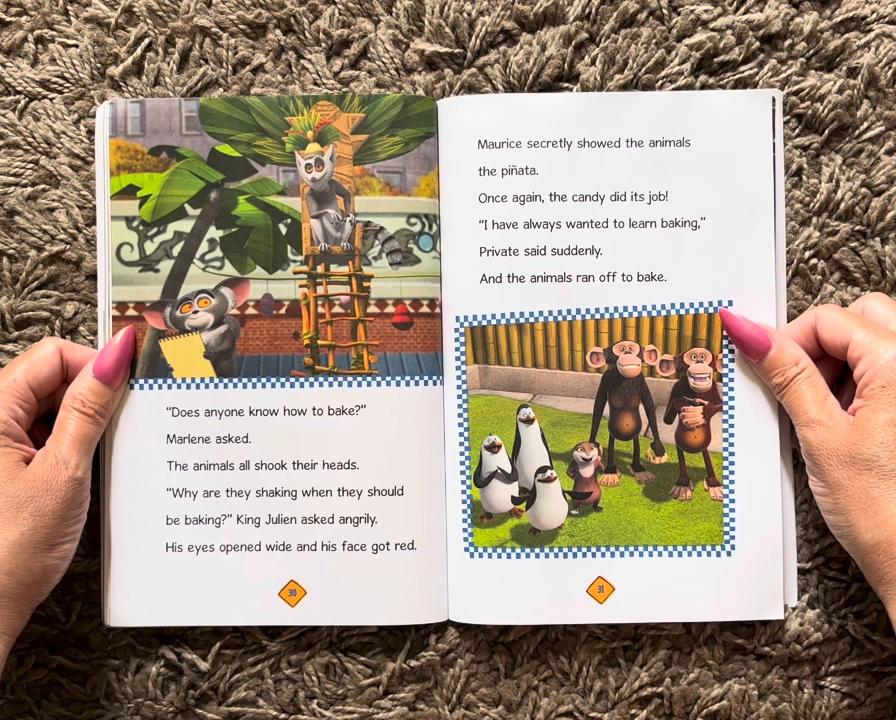 "Does anyone know how to bake?"
Marlene asked.
The animals all shook their heads.
"Why are they shaking when they should
be baking?" King Julien asked angrily.
His eyes opened wide and his face got red.
30
Maurice secretly showed the animals
the piñata.
Once again, the candy did its job!
"I have always wanted to learn baking,"
Private said suddenly.
And the animals ran off to bake.
31